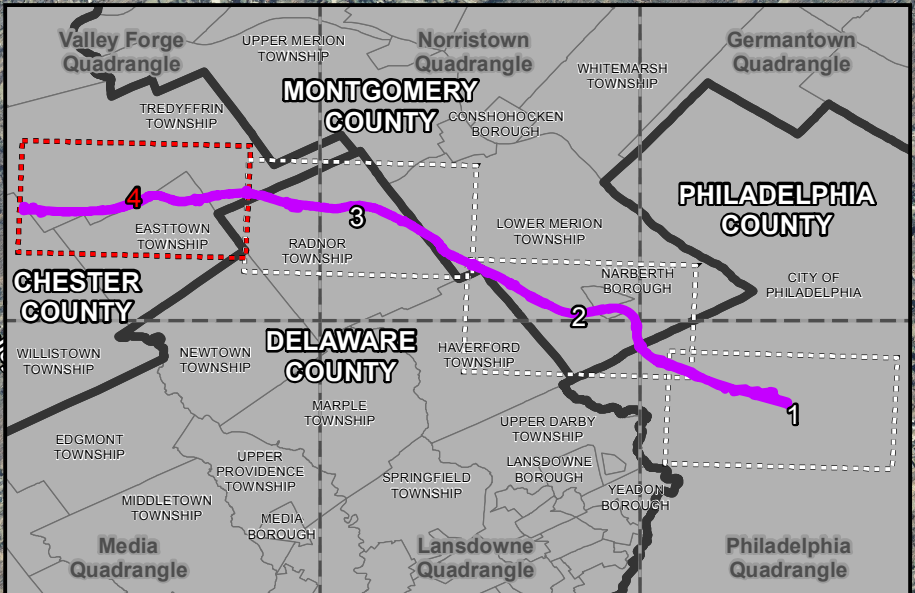 Valley Forge
Quadrangle
UPPER MERION
TOWNSHIP
Norristown
Quadrangle
Germantown
Quadrangle
WHITEMARSH
TOWNSHIP
MONTGOMERY
COUNTY
TREDYFFRIN
TOWNSHIP
CONSHOHOCKEN
BOROUGH
4
PHILADELPHIA
COUNTY
3
EASTTOWN
TOWNSHIP
RADNOR
TOWNSHIP
LOWER MERION
TOWNSHIP
CHESTER
COUNTY
NARBERTH
BOROUGH
CITY OF
PHILADELPHIA
2
WILLISTOWN
TOWNSHIP
NEWTOWN
TOWNSHIP
DELAWARE
COUNTY
HAVERFORD
TOWNSHIP
MARPLE
TOWNSHIP
1
UPPER DARBY
TOWNSHIP
EDGMONT
TOWNSHIP
UPPER
PROVIDENCE
TOWNSHIP
SPRINGFIELD
TOWNSHIP
LANSDOWNE
BOROUGH
YEADON
BOROUGH
MIDDLETOWN
TOWNSHIP
MEDIA
BOROUGH
Media
Quadrangle
Lansdowne
Quadrangle
Philadelphia
Quadrangle